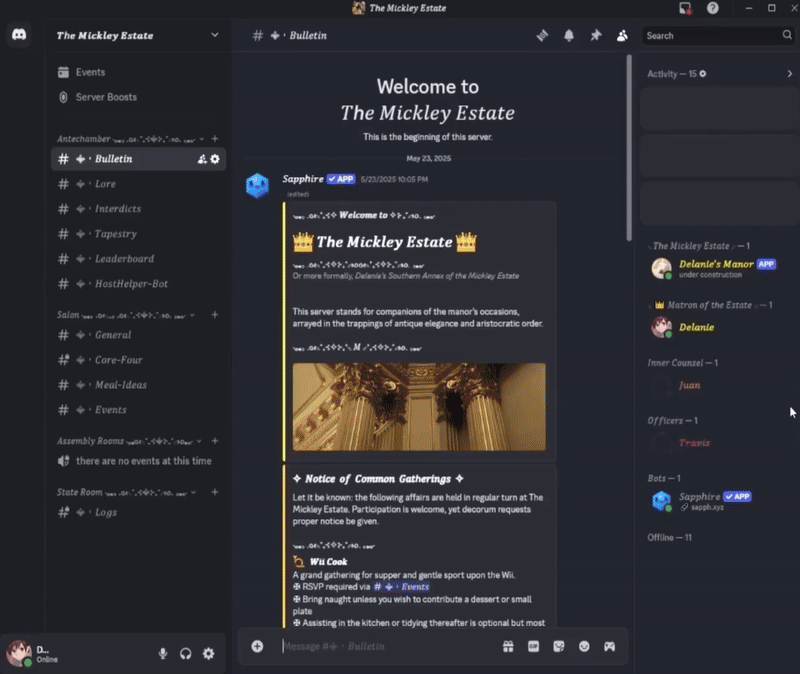 The Mickley Estate
The Mickley Estate
Events
Server Boosts
Antechamber
Bulletin
Lore
Interdicts
Tapestry
Leaderboard
HostHelper-Bot
Salon
General
Core-Four
Meal-Ideas
Events
Assembly Rooms
there are no events at this time
State Room
Logs
D...
Online
# Bulletin
Welcome to
The Mickley Estate
This is the beginning of this server.
May 23, 2025
Sapphire ✓ APP 5/23/2025 10:05 PM
(edited)
Welcome to
👑 The Mickley Estate 👑
Or more formally, Delanie's Southern Annex of the Mickley Estate
This server stands for companions of the manor's occasions,
arrayed in the trappings of antique elegance and aristocratic order.
M
✧ Notice of Common Gatherings ✧
Let it be known: the following affairs are held in regular turn at The
Mickley Estate. Participation is welcome, yet decorum requests
proper notice be given.
Wii Cook
A grand gathering for supper and gentle sport upon the Wii.
✠ RSVP required via # Events
✠ Bring naught unless you wish to contribute a dessert or small
plate
✠ Assisting in the kitchen or tidying thereafter is optional but most
Message # Bulletin
GIF
Search
Activity — 15
The Mickley Estate — 1
Delanie's Manor APP
under construction
👑 Matron of the Estate — 1
Delanie
Inner Counsel — 1
Juan
Officers — 1
Travis
Bots — 1
Sapphire ✓ APP
sapph.xyz
Offline — 11